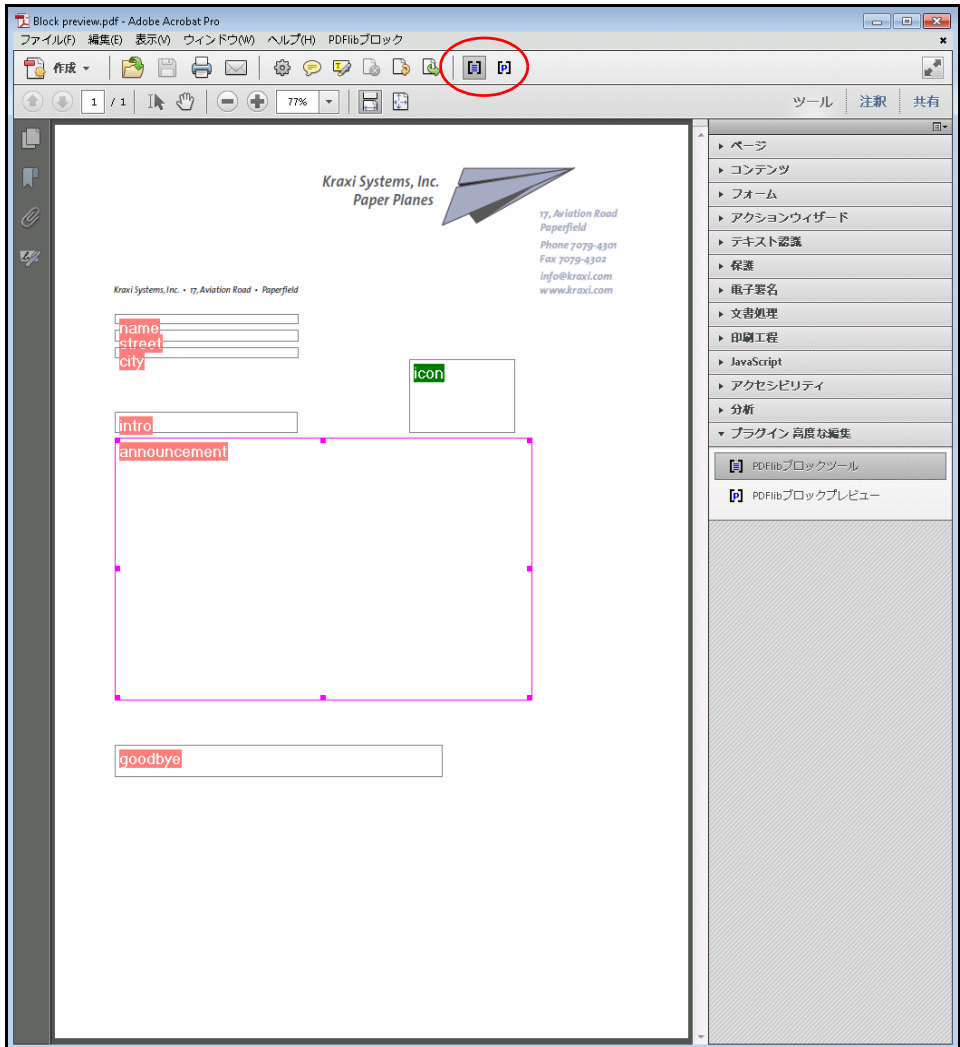 Block preview.pdf - Adobe Acrobat Pro
ファイル(F) 編集(E) 表示(V) ウィンドウ(W) ヘルプ(H) PDFlibブロック
作成
1 / 1 77% ツール 注釈 共有
Kraxi Systems, Inc.
Paper Planes
17, Aviation Road
Paperfield
Phone 7079-4301
Fax 7079-4302
info@kraxi.com
www.kraxi.com
Kraxi Systems, Inc. • 17, Aviation Road • Paperfield
name
street
city
icon
intro
announcement
goodbye
ページ
コンテンツ
フォーム
アクションウィザード
テキスト認識
保護
電子署名
文書処理
印刷工程
JavaScript
アクセシビリティ
分析
プラグイン 高度な編集
PDFlibブロックツール
PDFlibブロックプレビュー